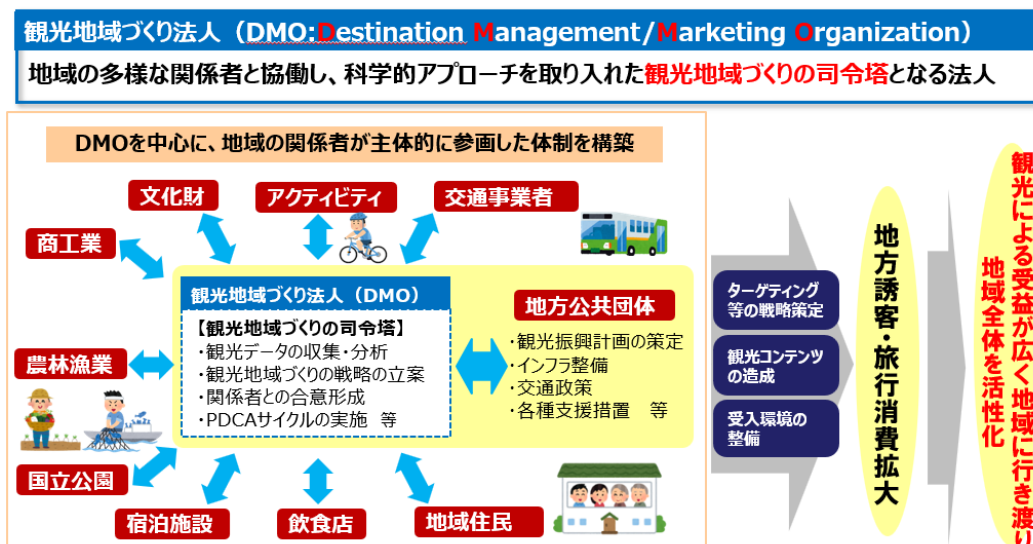 観光地域づくり法人（DMO:Destination Management/Marketing Organization）
地域の多様な関係者と協働し、科学的アプローチを取り入れた観光地域づくりの司令塔となる法人
DMOを中心に、地域の関係者が主体的に参画した体制を構築
文化財
アクティビティ
交通事業者
商工業
農林漁業
国立公園
宿泊施設
飲食店
地域住民
観光地域づくり法人（DMO）
【観光地域づくりの司令塔】
・観光データの収集・分析
・観光地域づくりの戦略の立案
・関係者との合意形成
・PDCAサイクルの実施 等
地方公共団体
・観光振興計画の策定
・インフラ整備
・交通政策
・各種支援措置 等
ターゲティング
等の戦略策定
観光コンテンツ
の造成
受入環境の
整備
地方誘客・旅行消費拡大
観光による受益が広く地域に行き渡り
地域全体を活性化